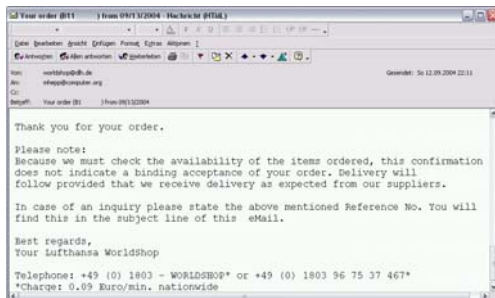 Your order (B11 ) from 09/13/2004 - Nachricht (HTML)
Datei Bearbeiten Ansicht Einfügen Format Extras Aktionen ?
Antworten Allen antworten Weiterleiten
Von: worldshop@dlh.de Gesendet: So 12.09.2004 22:11
An: mhepp@computer.org
Cc:
Betreff: Your order (B1 ) from 09/13/2004
Thank you for your order.
Please note:
Because we must check the availability of the items ordered, this confirmation
does not indicate a binding acceptance of your order. Delivery will
follow provided that we receive delivery as expected from our suppliers.
In case of an inquiry please state the above mentioned Reference No. You will
find this in the subject line of this eMail.
Best regards,
Your Lufthansa WorldShop
Telephone: +49 (0) 1803 - WORLDSHOP* or +49 (0) 1803 96 75 37 467*
*Charge: 0.09 Euro/min. nationwide